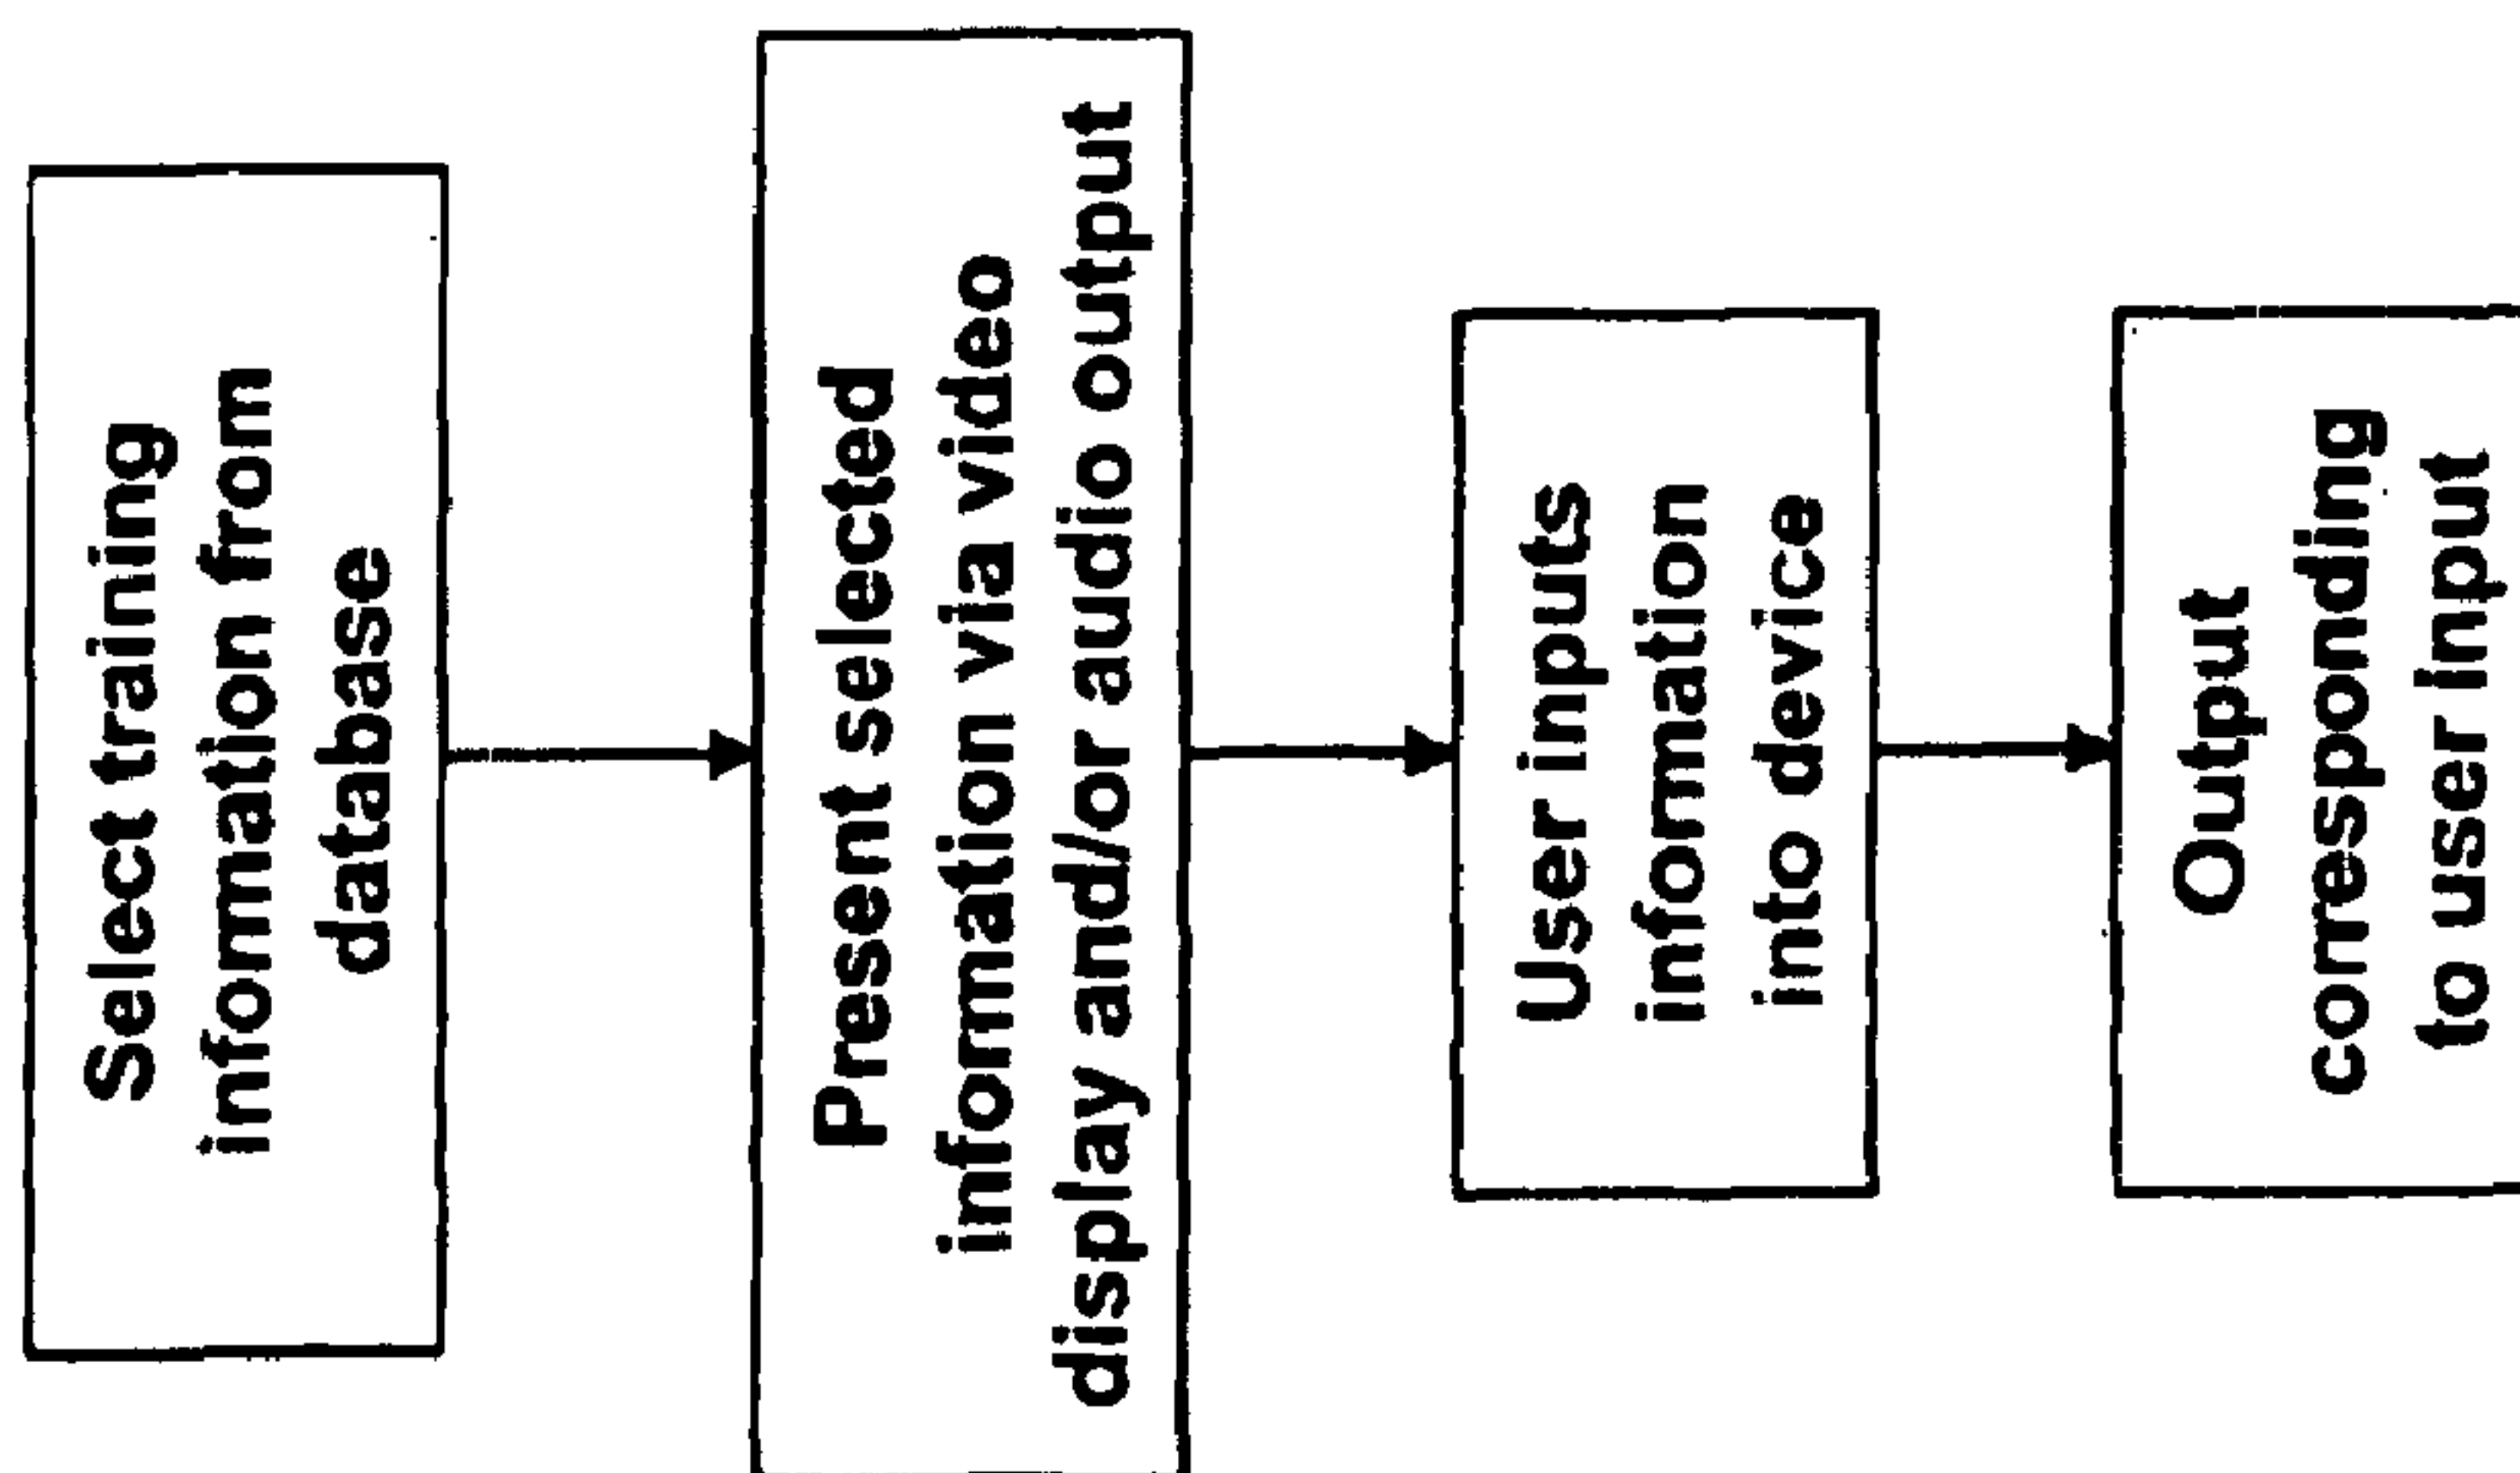 Select training
information from
database
Present selected
information via video
display and/or audio output
User inputs
information
into device
Output
corresponding
to user input